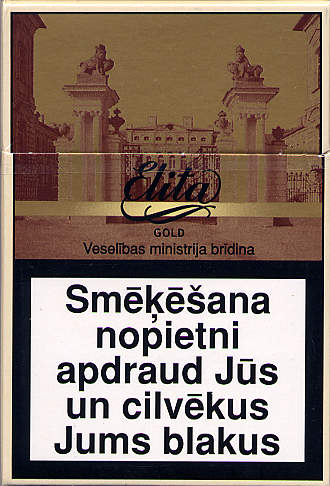 Elita
GOLD
Veselības ministrija brīdina
Smēķēšana
nopietni
apdraud Jūs
un cilvēkus
Jums blakus